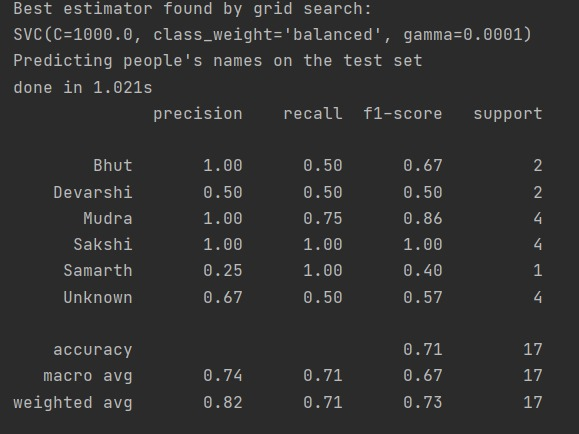 Best estimator found by grid search:
SVC(C=1000.0, class_weight='balanced', gamma=0.0001)
Predicting people's names on the test set
done in 1.021s
precision recall f1-score support
Bhut 1.00 0.50 0.67 2
Devarshi 0.50 0.50 0.50 2
Mudra 1.00 0.75 0.86 4
Sakshi 1.00 1.00 1.00 4
Samarth 0.25 1.00 0.40 1
Unknown 0.67 0.50 0.57 4
accuracy 0.71 17
macro avg 0.74 0.71 0.67 17
weighted avg 0.82 0.71 0.73 17